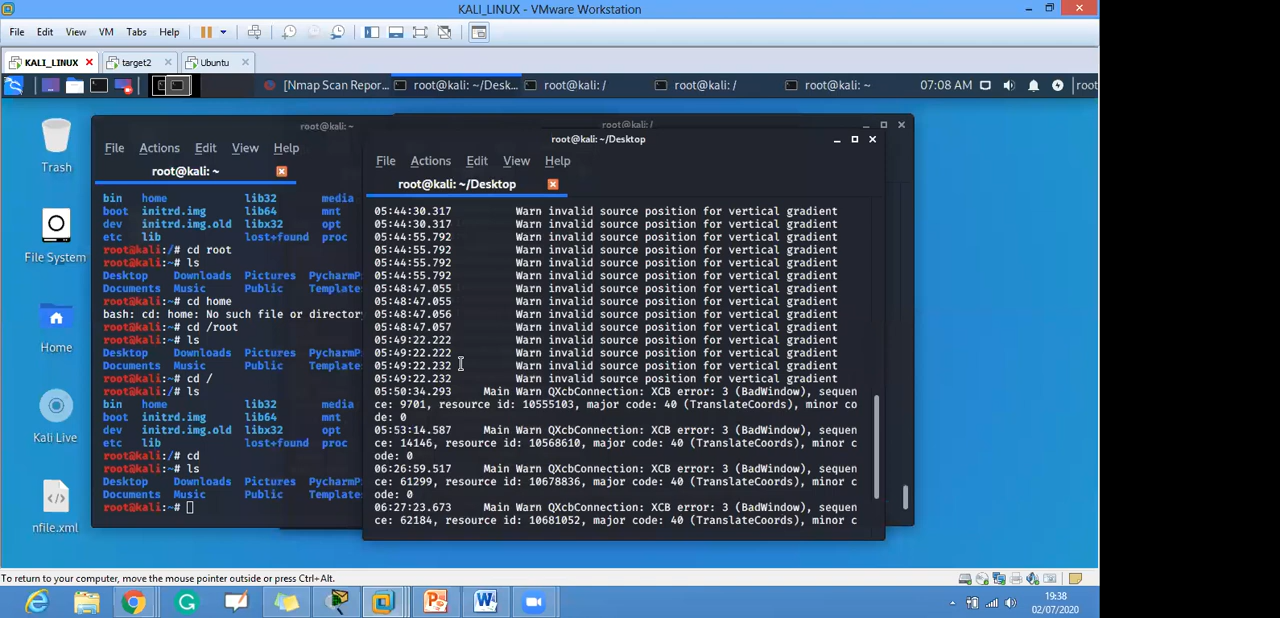 KALI_LINUX - VMware Workstation
File Edit View VM Tabs Help
KALI_LINUX target2 Ubuntu
[Nmap Scan Repor... root@kali: ~/Desk... root@kali: / root@kali: / root@kali: ~ 07:08 AM root
Trash
File System
Home
Kali Live
nfile.xml
root@kali: ~
File Actions Edit View Help
root@kali: ~
bin home lib32 media
boot initrd.img lib64 mnt
dev initrd.img.old libx32 opt
etc lib lost+found proc
root@kali:/# cd root
root@kali:~# ls
Desktop Downloads Pictures PycharmP
Documents Music Public Template
root@kali:~# cd home
bash: cd: home: No such file or director
root@kali:~# cd /root
root@kali:~# ls
Desktop Downloads Pictures PycharmP
Documents Music Public Template
root@kali:~# cd /
root@kali:/# ls
bin home lib32 media
boot initrd.img lib64 mnt
dev initrd.img.old libx32 opt
etc lib lost+found proc
root@kali:/# cd
root@kali:~# ls
Desktop Downloads Pictures PycharmP
Documents Music Public Template
root@kali:~#
root@kali: /
root@kali: ~/Desktop
File Actions Edit View Help
root@kali: ~/Desktop
05:44:30.317 Warn invalid source position for vertical gradient
05:44:30.317 Warn invalid source position for vertical gradient
05:44:55.792 Warn invalid source position for vertical gradient
05:44:55.792 Warn invalid source position for vertical gradient
05:44:55.792 Warn invalid source position for vertical gradient
05:44:55.792 Warn invalid source position for vertical gradient
05:48:47.055 Warn invalid source position for vertical gradient
05:48:47.055 Warn invalid source position for vertical gradient
05:48:47.056 Warn invalid source position for vertical gradient
05:48:47.057 Warn invalid source position for vertical gradient
05:49:22.222 Warn invalid source position for vertical gradient
05:49:22.222 Warn invalid source position for vertical gradient
05:49:22.232 Warn invalid source position for vertical gradient
05:49:22.232 Warn invalid source position for vertical gradient
05:50:34.293 Main Warn QXcbConnection: XCB error: 3 (BadWindow), sequen
ce: 9701, resource id: 10555103, major code: 40 (TranslateCoords), minor co
de: 0
05:53:14.587 Main Warn QXcbConnection: XCB error: 3 (BadWindow), sequen
ce: 14146, resource id: 10568610, major code: 40 (TranslateCoords), minor c
ode: 0
06:26:59.517 Main Warn QXcbConnection: XCB error: 3 (BadWindow), sequen
ce: 61299, resource id: 10678836, major code: 40 (TranslateCoords), minor c
ode: 0
06:27:23.673 Main Warn QXcbConnection: XCB error: 3 (BadWindow), sequen
ce: 62184, resource id: 10681052, major code: 40 (TranslateCoords), minor c
To return to your computer, move the mouse pointer outside or press Ctrl+Alt.
19:38
02/07/2020